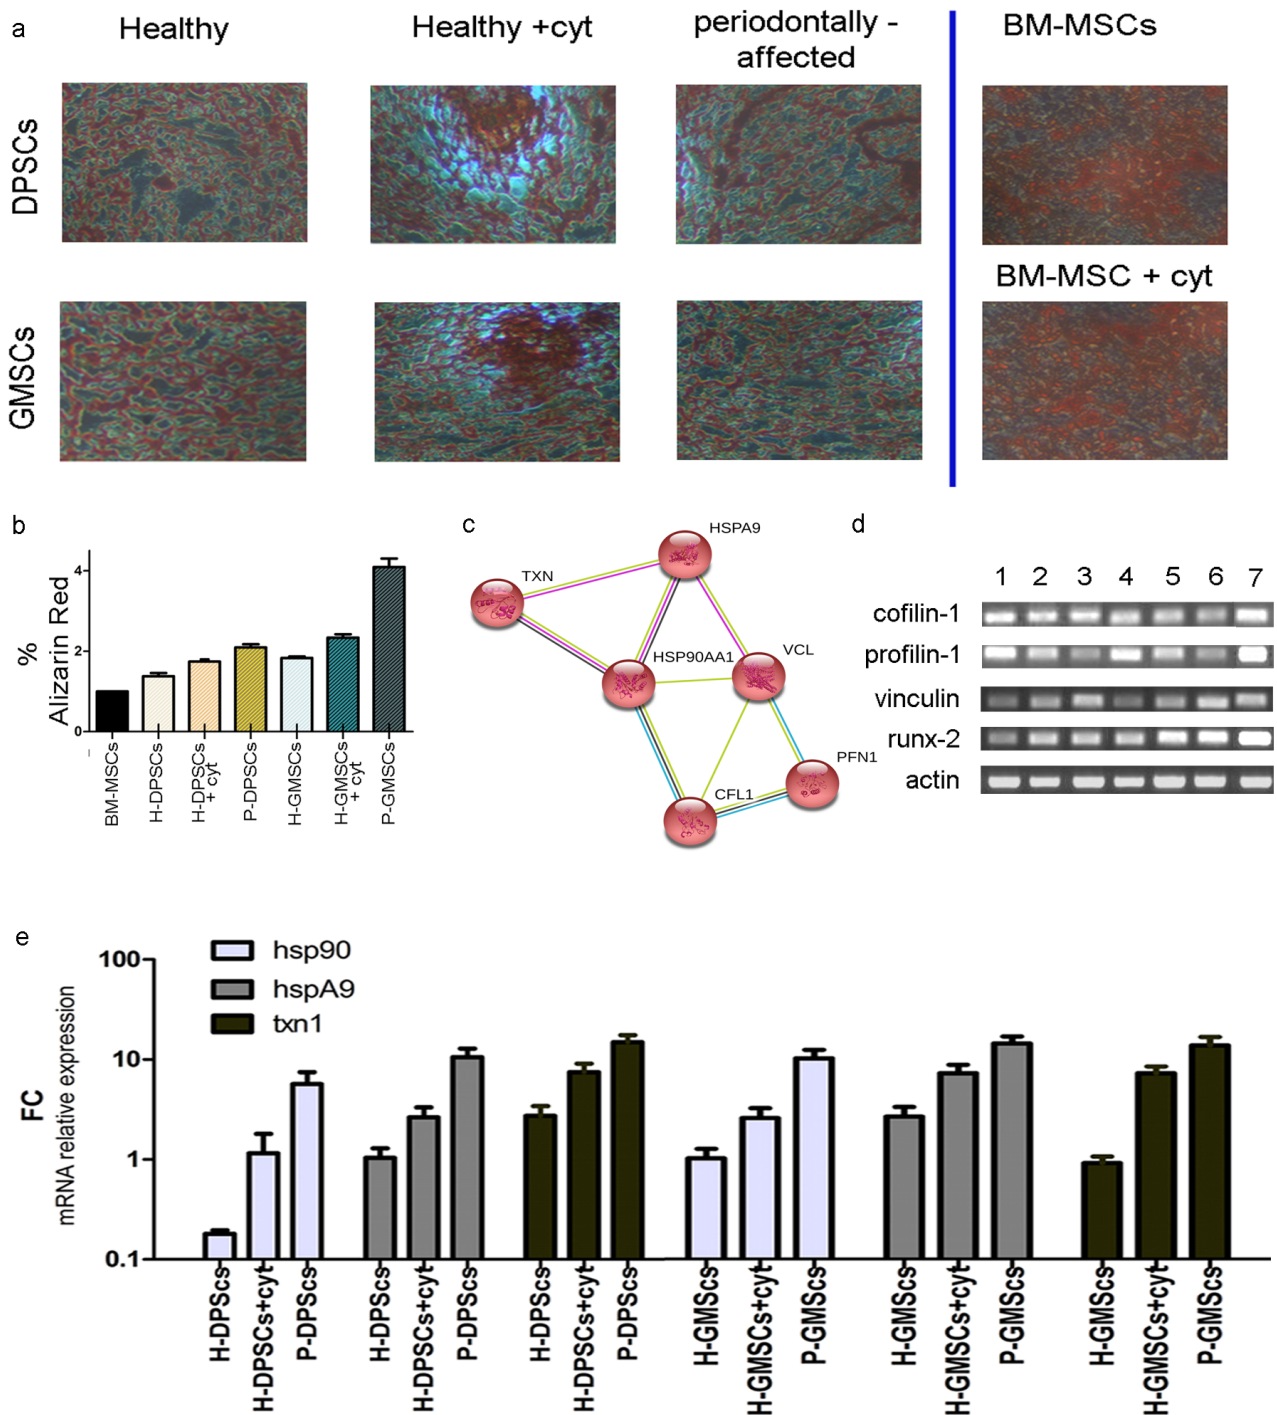 a
Healthy
Healthy +cyt
periodontally -
affected
BM-MSCs
DPSCs
BM-MSC + cyt
GMSCs
b
%
Alizarin Red
4
2
0
BM-MSCs
H-DPSCs
H-DPSCs
+ cyt
P-DPSCs
H-GMSCs
H-GMSCs
+ cyt
P-GMSCs
c
HSPA9
TXN
HSP90AA1
VCL
PFN1
CFL1
d
1 2 3 4 5 6 7
cofilin-1
profilin-1
vinculin
runx-2
actin
e
hsp90
hspA9
txn1
FC
mRNA relative expression
100
10
1
0.1
H-DPScs
H-DPSCs+cyt
P-DPScs
H-DPScs
H-DPSCs+cyt
P-DPScs
H-DPScs
H-DPSCs+cyt
P-DPScs
H-GMScs
H-GMSCs+cyt
P-GMScs
H-GMScs
H-GMSCs+cyt
P-GMScs
H-GMScs
H-GMSCs+cyt
P-GMScs